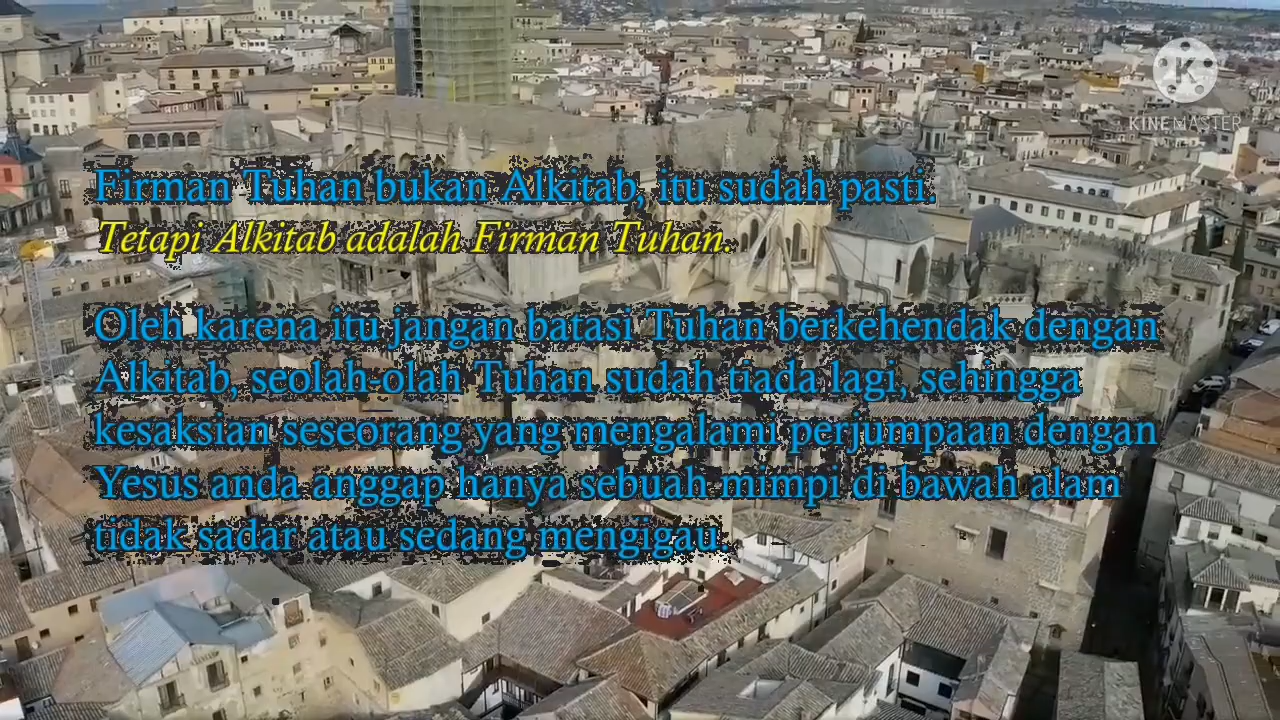 KINEMASTER
Firman Tuhan bukan Alkitab, itu sudah pasti.
Tetapi Alkitab adalah Firman Tuhan.
Oleh karena itu jangan batasi Tuhan berkehendak dengan
Alkitab, seolah-olah Tuhan sudah tiada lagi, sehingga
kesaksian seseorang yang mengalami perjumpaan dengan
Yesus anda anggap hanya sebuah mimpi di bawah alam
tidak sadar atau sedang mengigau.